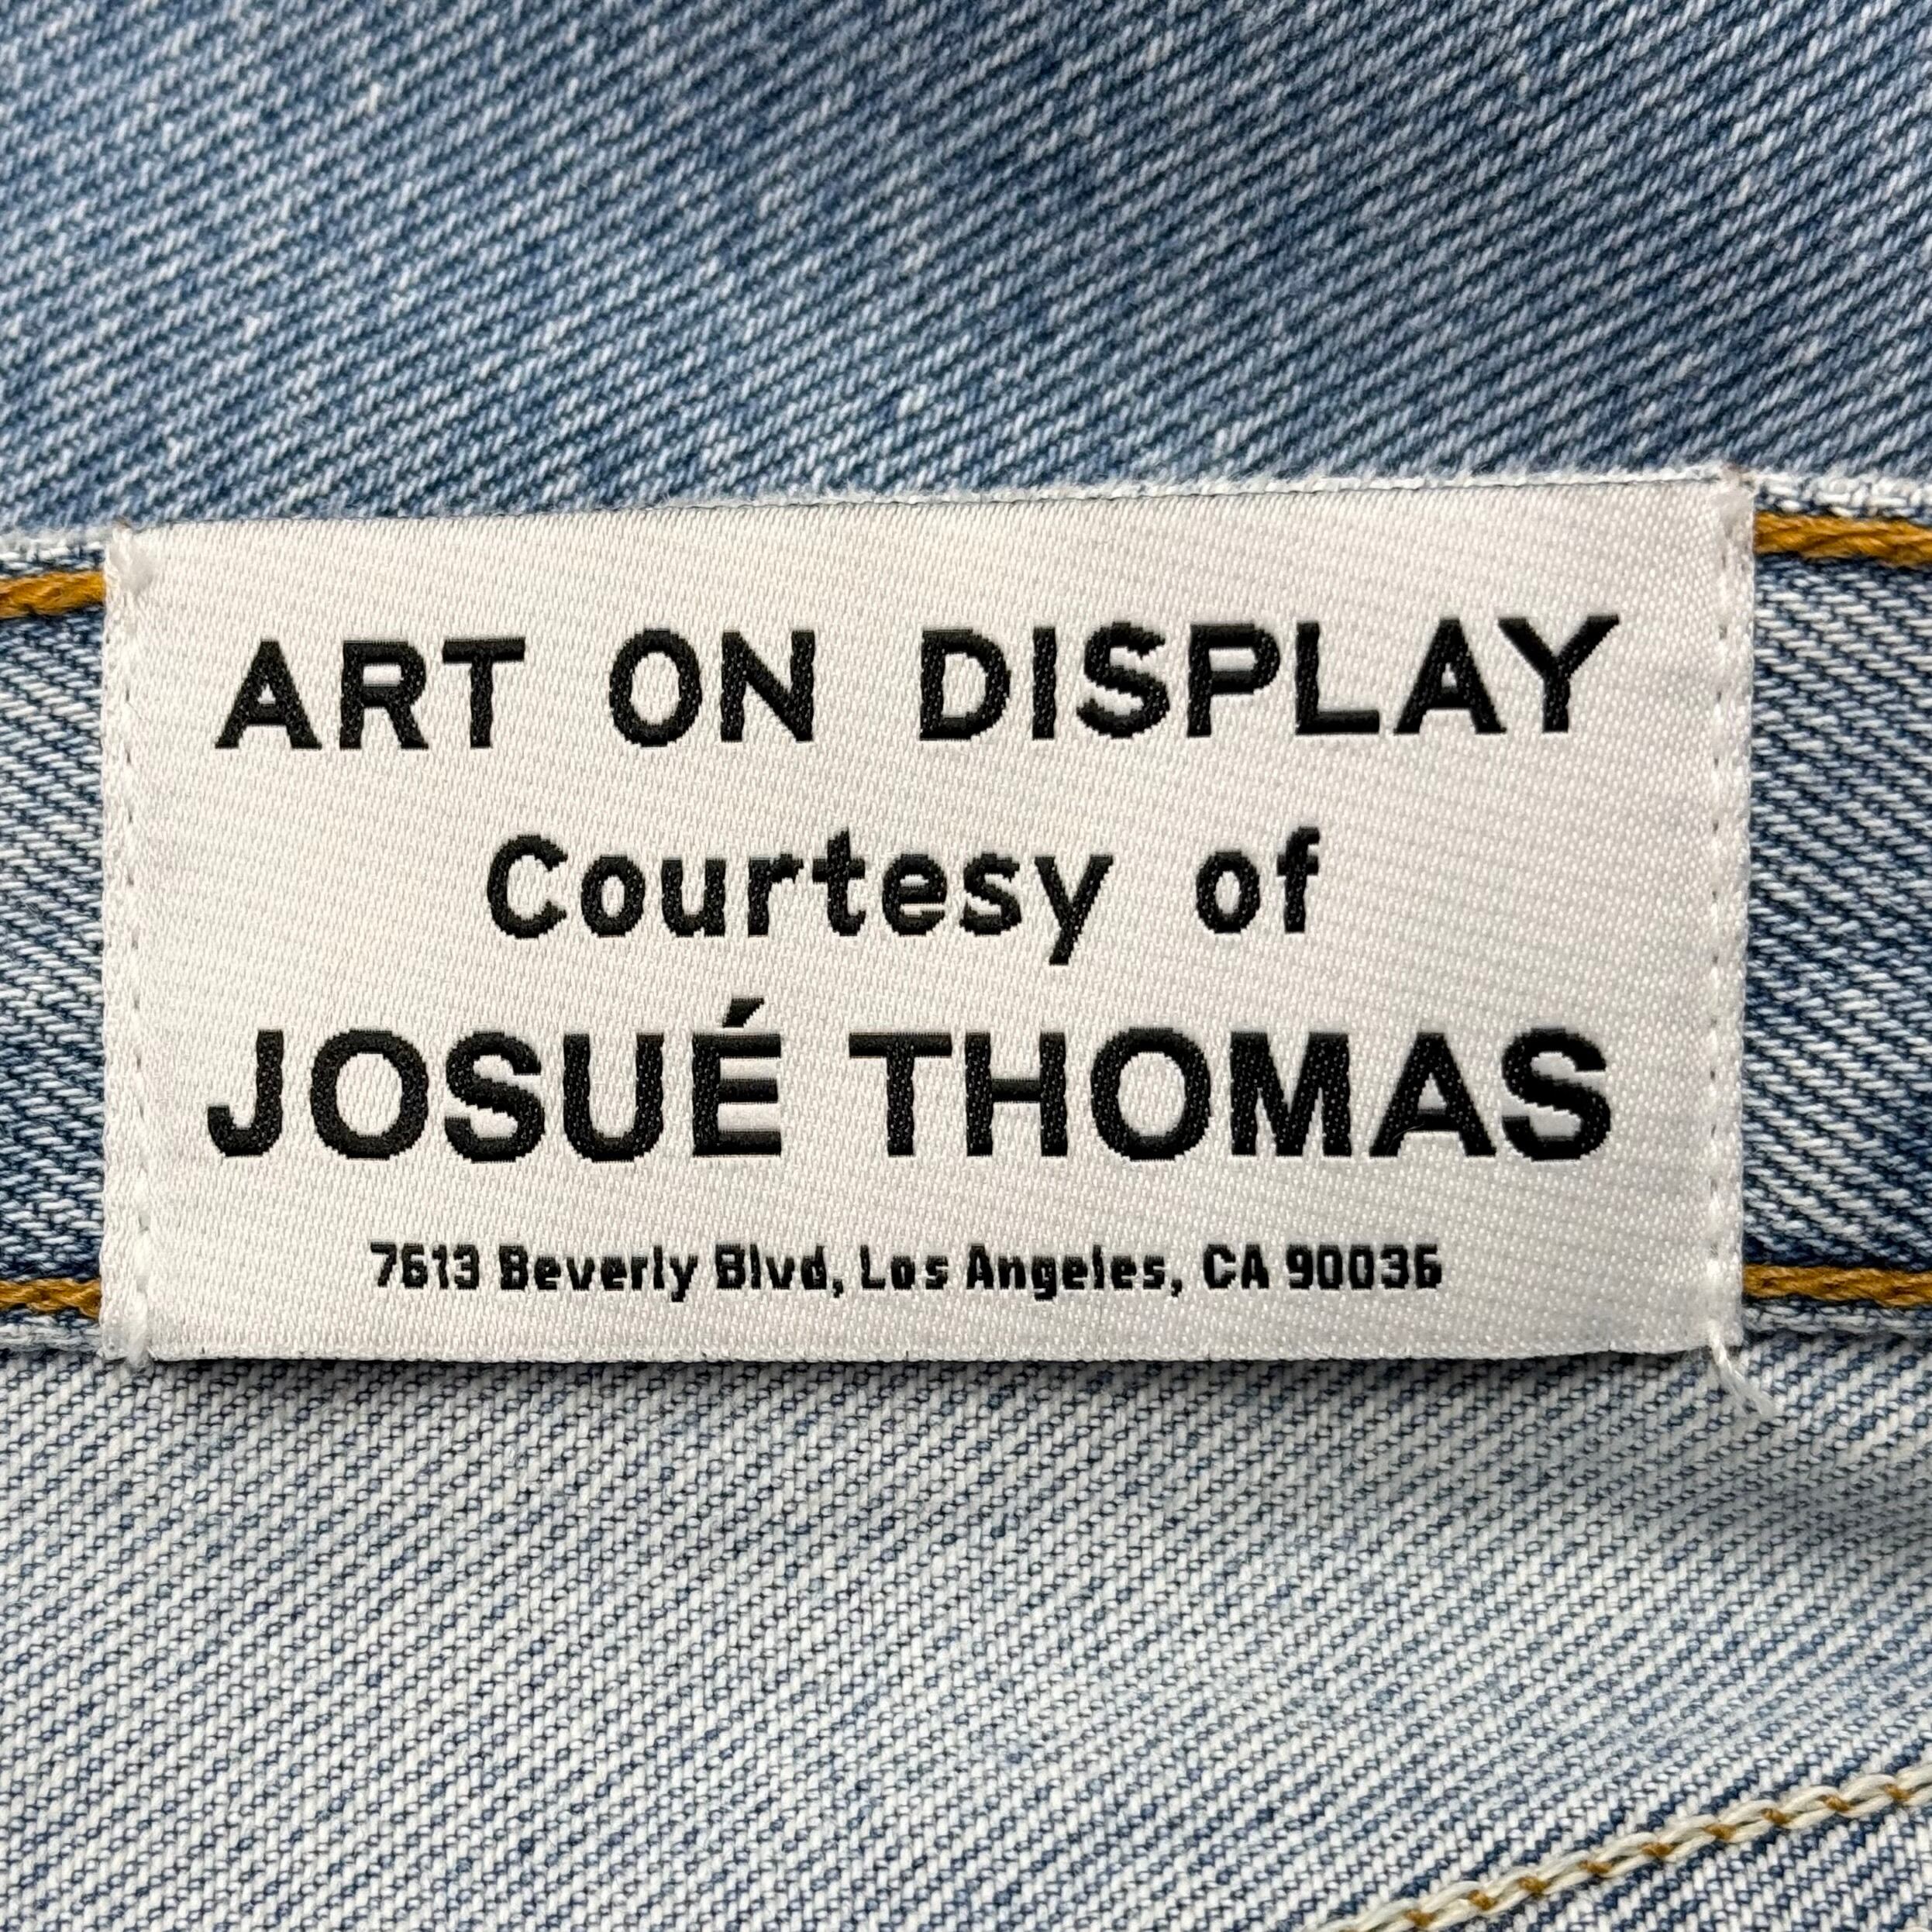 ART ON DISPLAY
Courtesy of
JOSUÉ THOMAS
7613 Beverly Blvd, Los Angeles, CA 90036